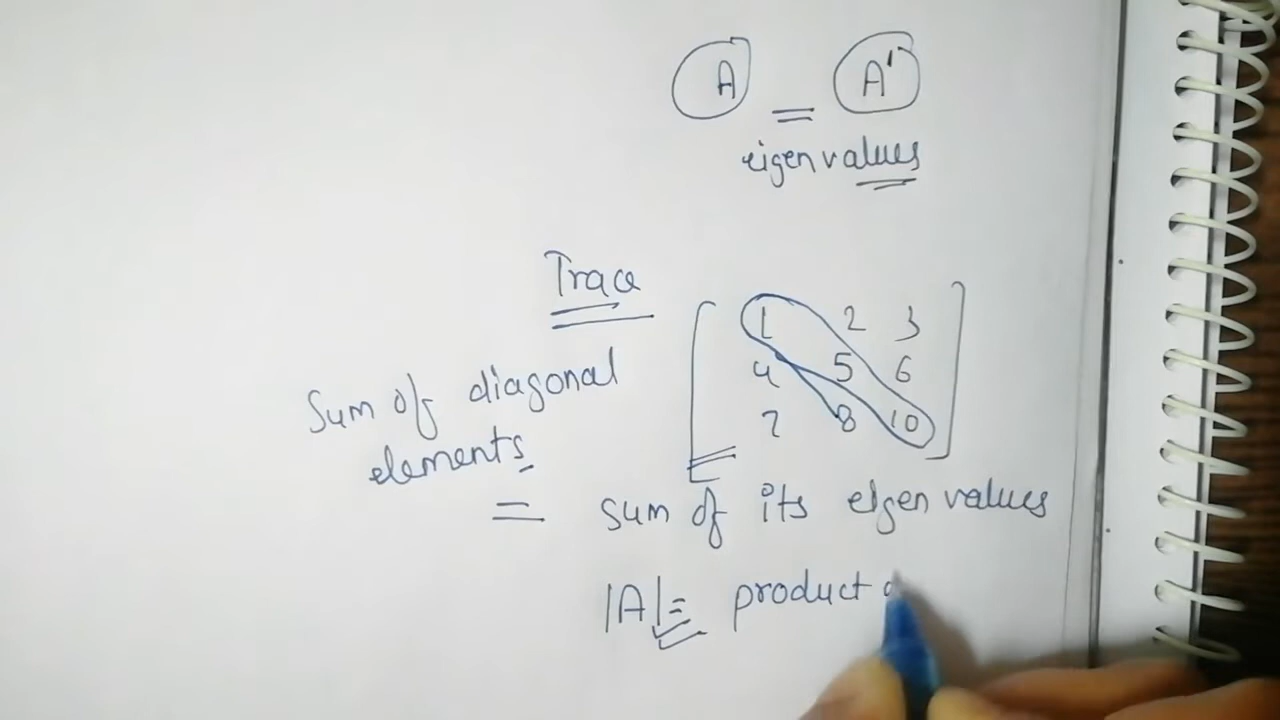 A = A'
eigen values
Trace
1 2 3
4 5 6
7 8 10
Sum of diagonal
elements
= sum of its eigen values
|A| = product